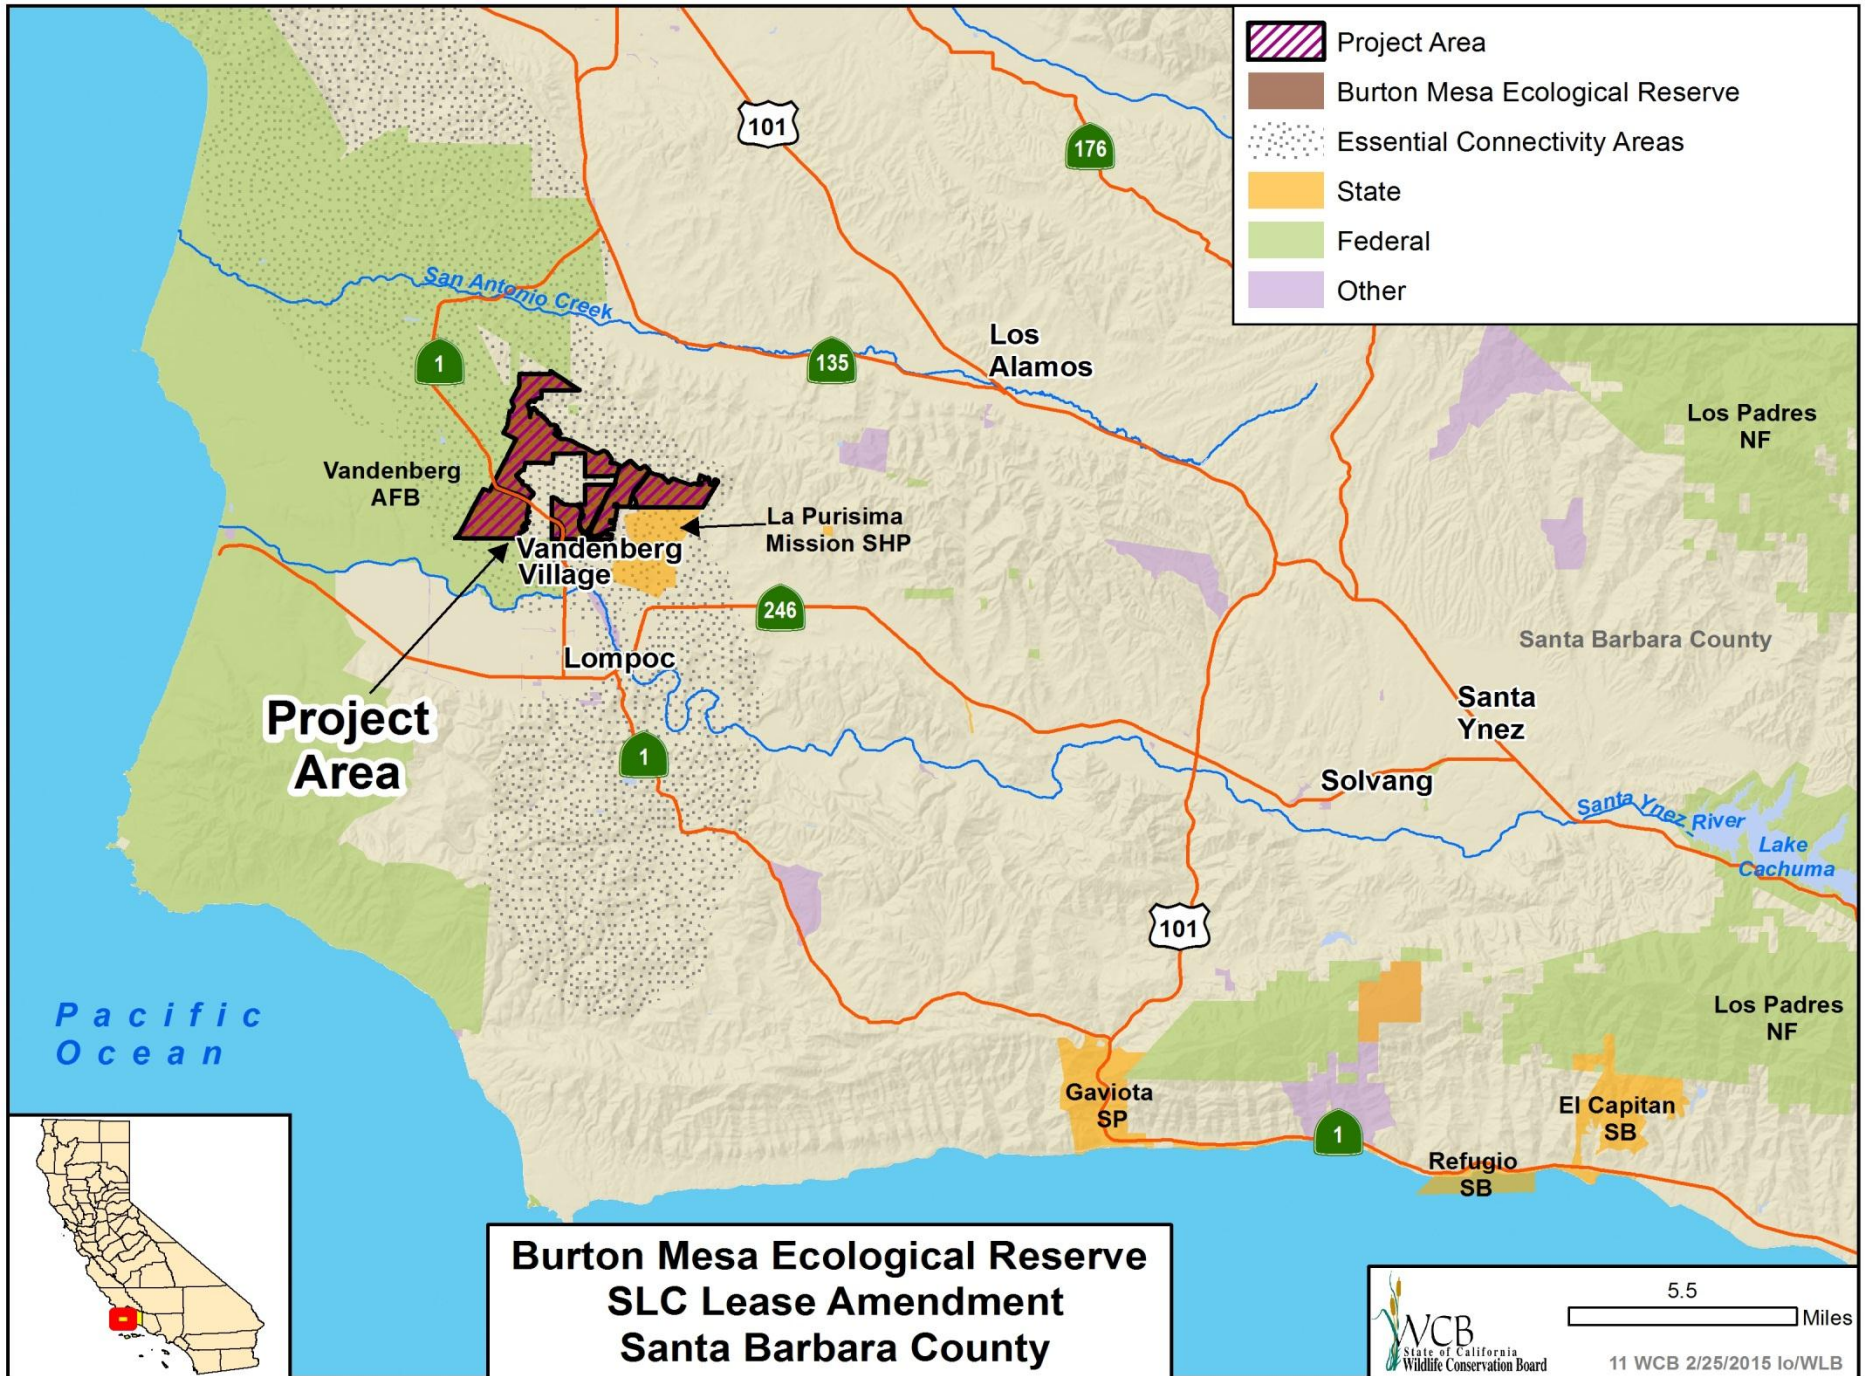 Project Area
Burton Mesa Ecological Reserve
Essential Connectivity Areas
State
Federal
Other
101
176
San Antonio Creek
1
135
Los
Alamos
Los Padres
NF
Vandenberg
AFB
La Purisima
Mission SHP
Vandenberg
Village
246
Santa Barbara County
Lompoc
Project
Area
Santa
Ynez
1
Solvang
Santa Ynez River
Lake
Cachuma
101
Pacific
Ocean
Los Padres
NF
Gaviota
SP
El Capitan
SB
1
Refugio
SB
Burton Mesa Ecological Reserve
SLC Lease Amendment
Santa Barbara County
WCB
State of California
Wildlife Conservation Board
5.5
Miles
11 WCB 2/25/2015 lo/WLB